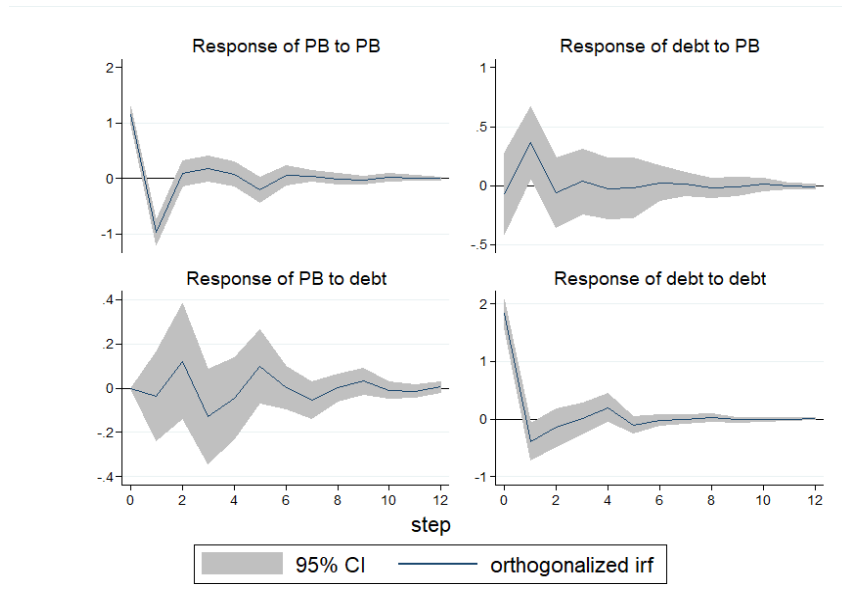 Response of PB to PB
2
1
0
-1
Response of debt to PB
1
.5
0
-.5
Response of PB to debt
.4
.2
0
-.2
-.4
0 2 4 6 8 10 12
Response of debt to debt
2
1
0
-1
0 2 4 6 8 10 12
step
95% CI orthogonalized irf